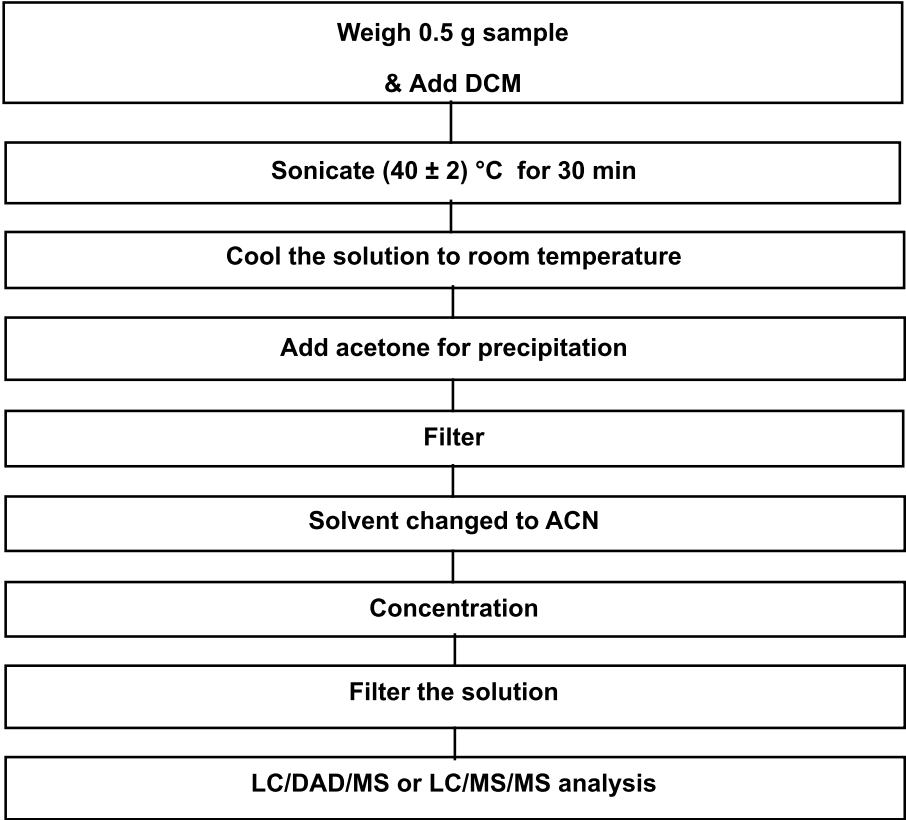 Weigh 0.5 g sample
& Add DCM
Sonicate (40 ± 2) °C for 30 min
Cool the solution to room temperature
Add acetone for precipitation
Filter
Solvent changed to ACN
Concentration
Filter the solution
LC/DAD/MS or LC/MS/MS analysis